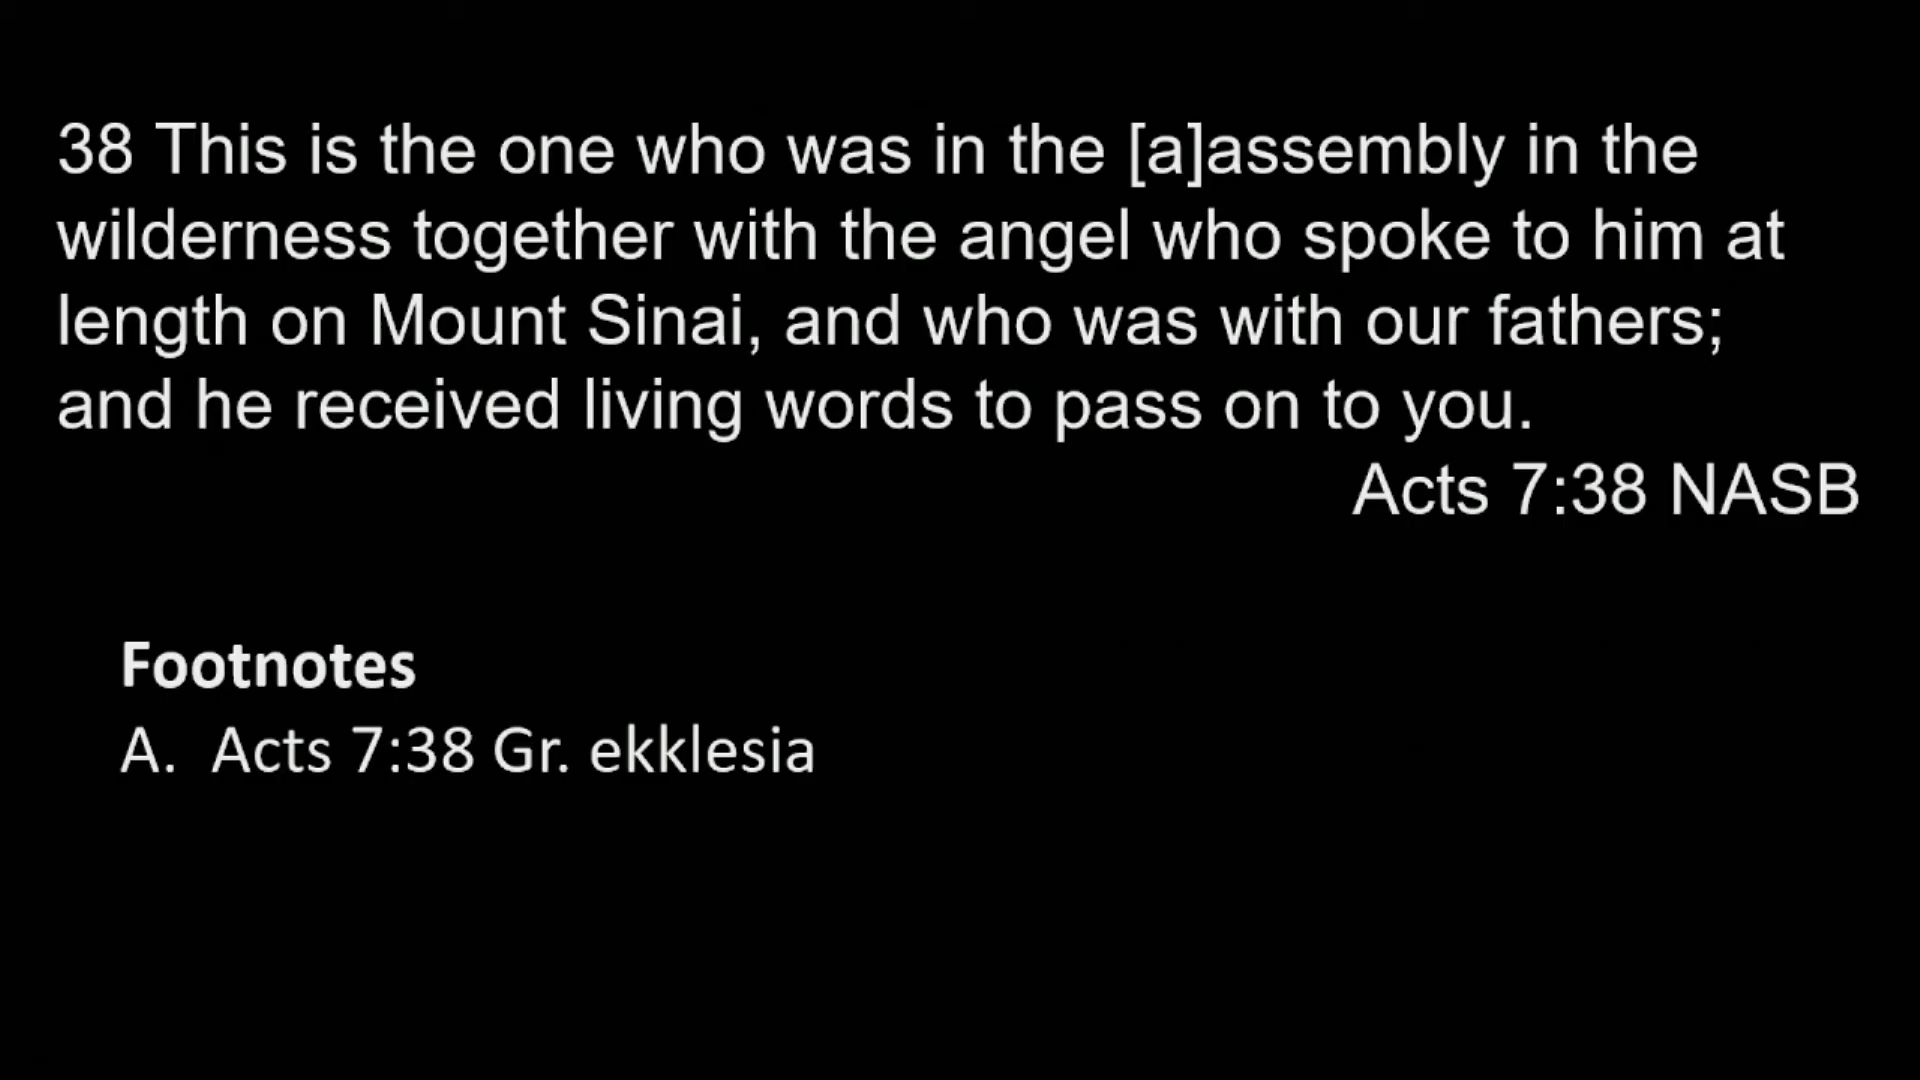 38 This is the one who was in the [a]assembly in the
wilderness together with the angel who spoke to him at
length on Mount Sinai, and who was with our fathers;
and he received living words to pass on to you.
Acts 7:38 NASB
Footnotes
A. Acts 7:38 Gr. ekklesia